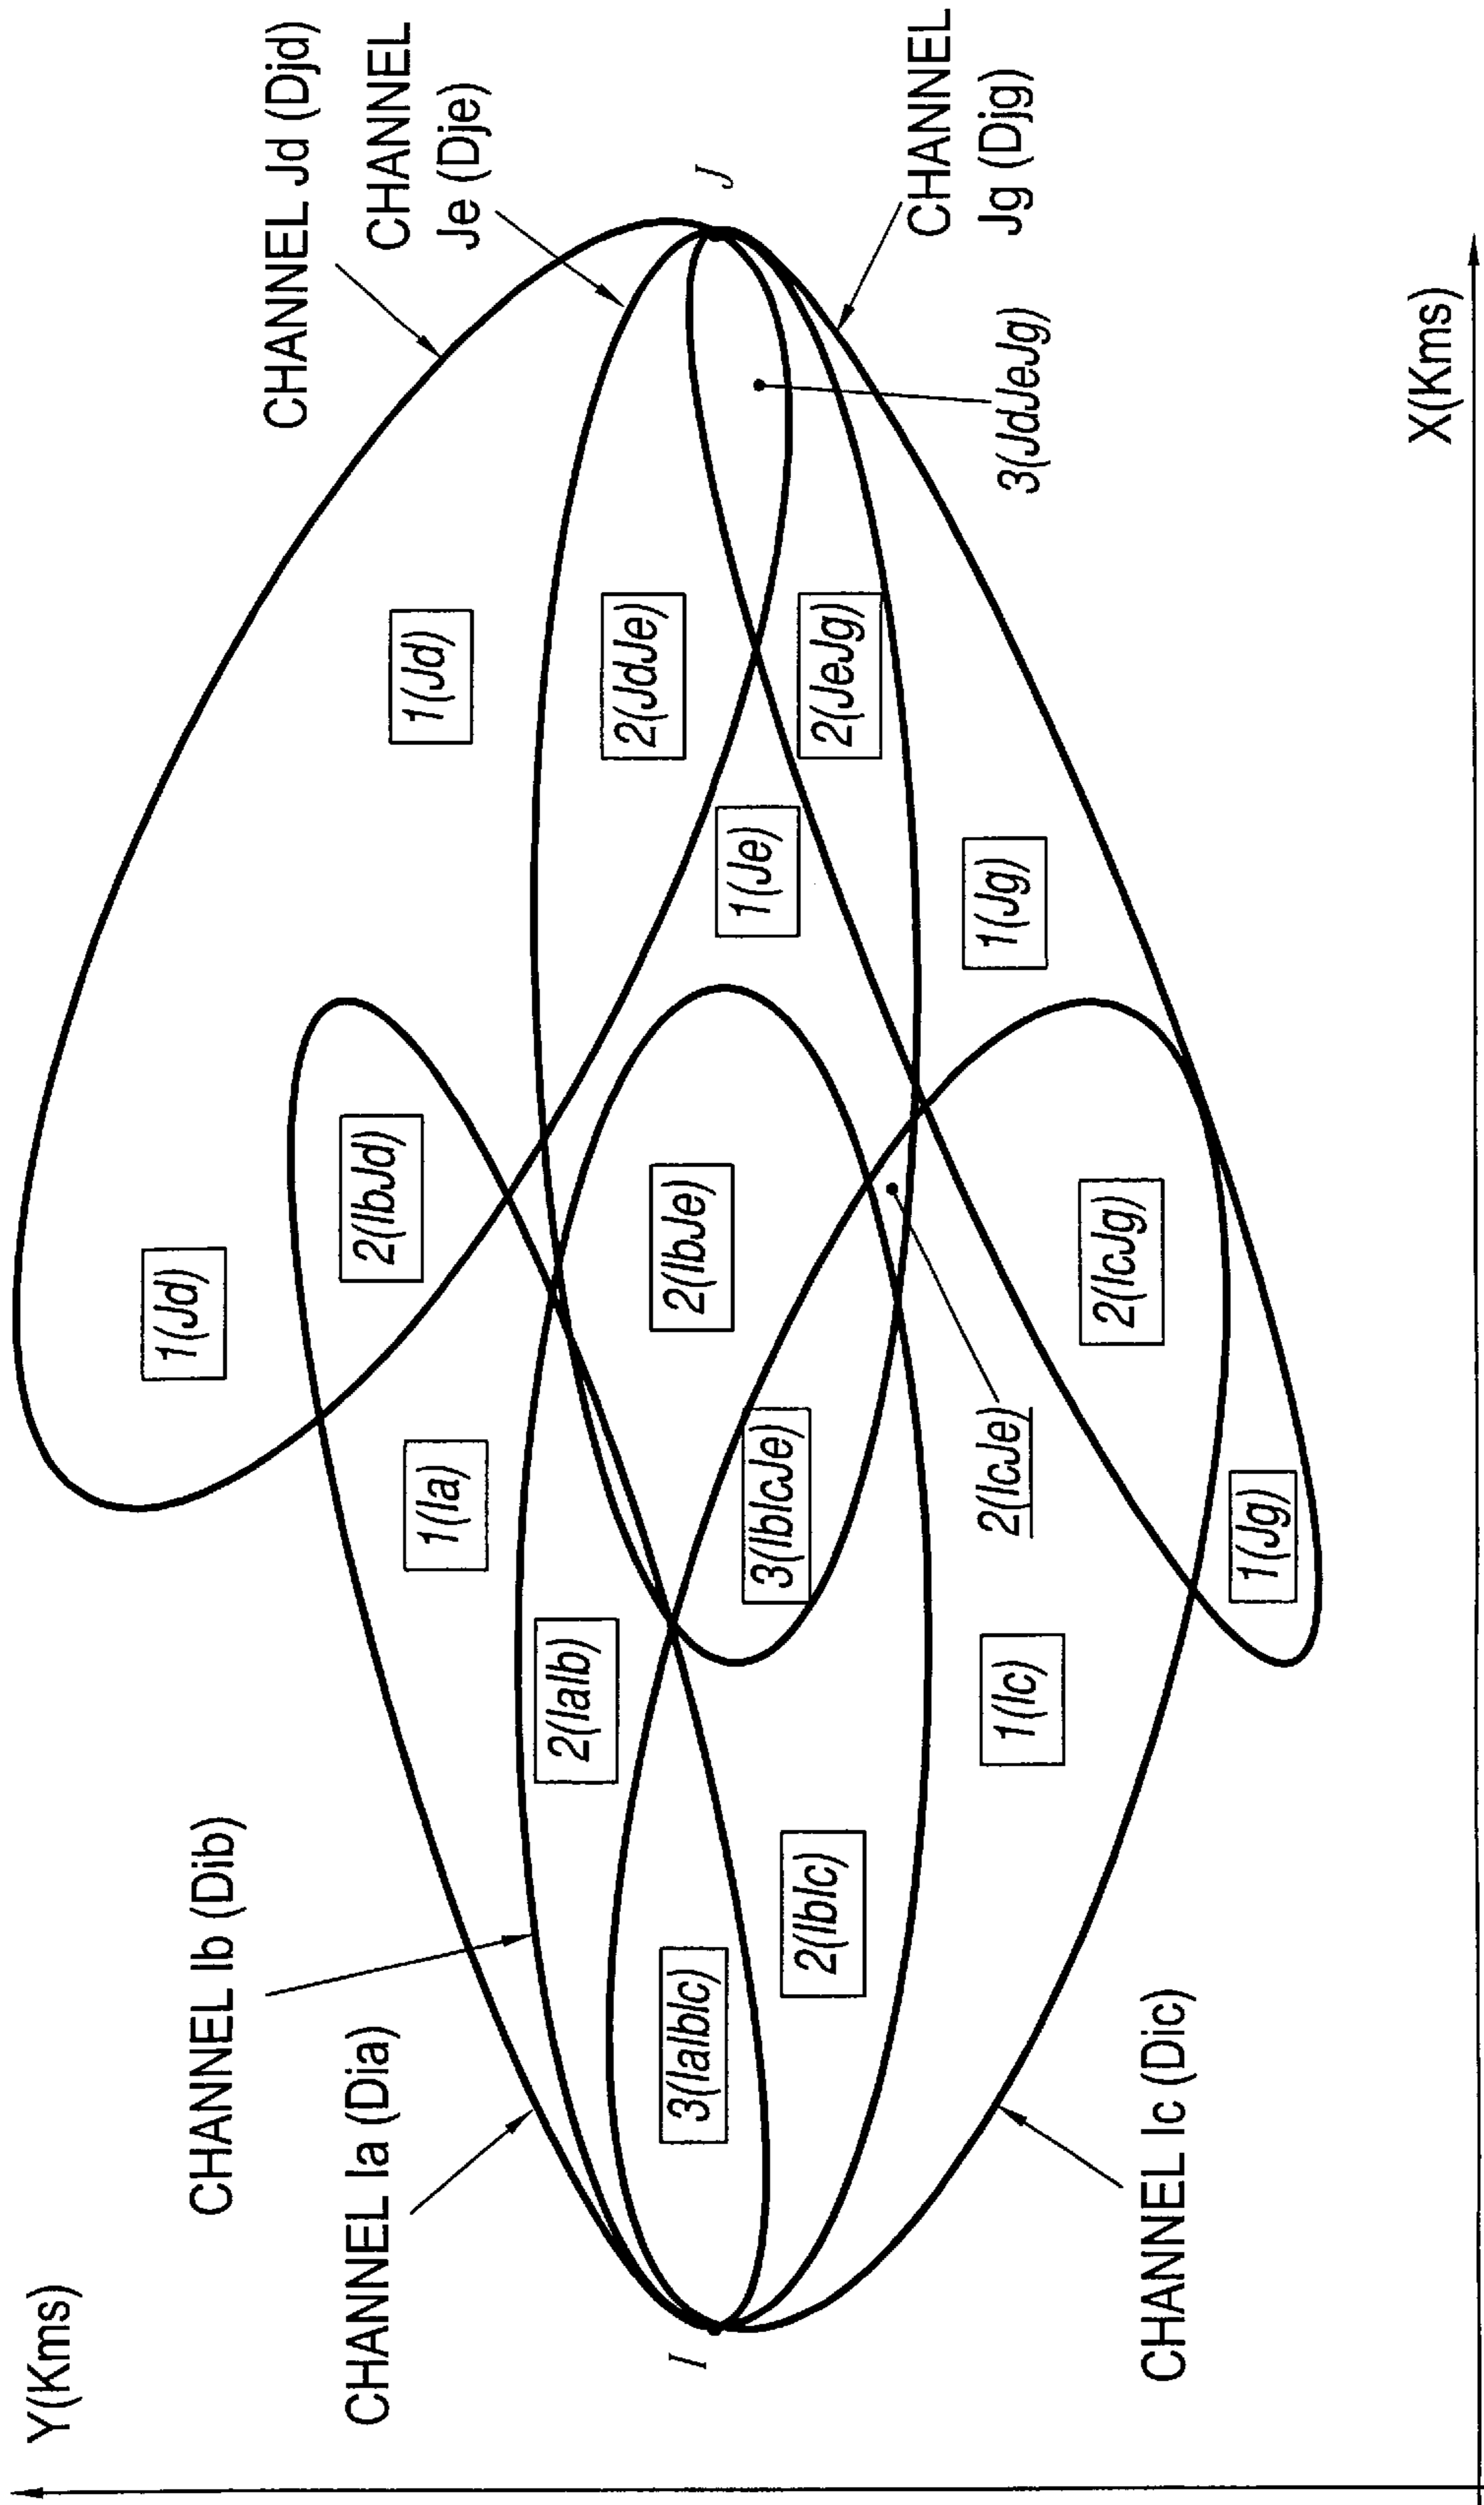 Y(Kms)
1(Jd)
CHANNEL Ib (Dib)
CHANNEL Jd (Djd)
CHANNEL Ia (Dia)
2(IbJd)
CHANNEL
Je (Dje)
1(Ia)
1(Jd)
2(IaIb)
2(JdJe)
I
3(IaIbIc)
2(IbJe)
J
3(IbIcJe)
1(Je)
2(IbIc)
2(JeJg)
CHANNEL
Jg (Djg)
1(Ic)
2(IcJe)
1(Jg)
3(JdJeJg)
2(IcJg)
CHANNEL Ic (Dic)
1(Jg)
X(Kms)